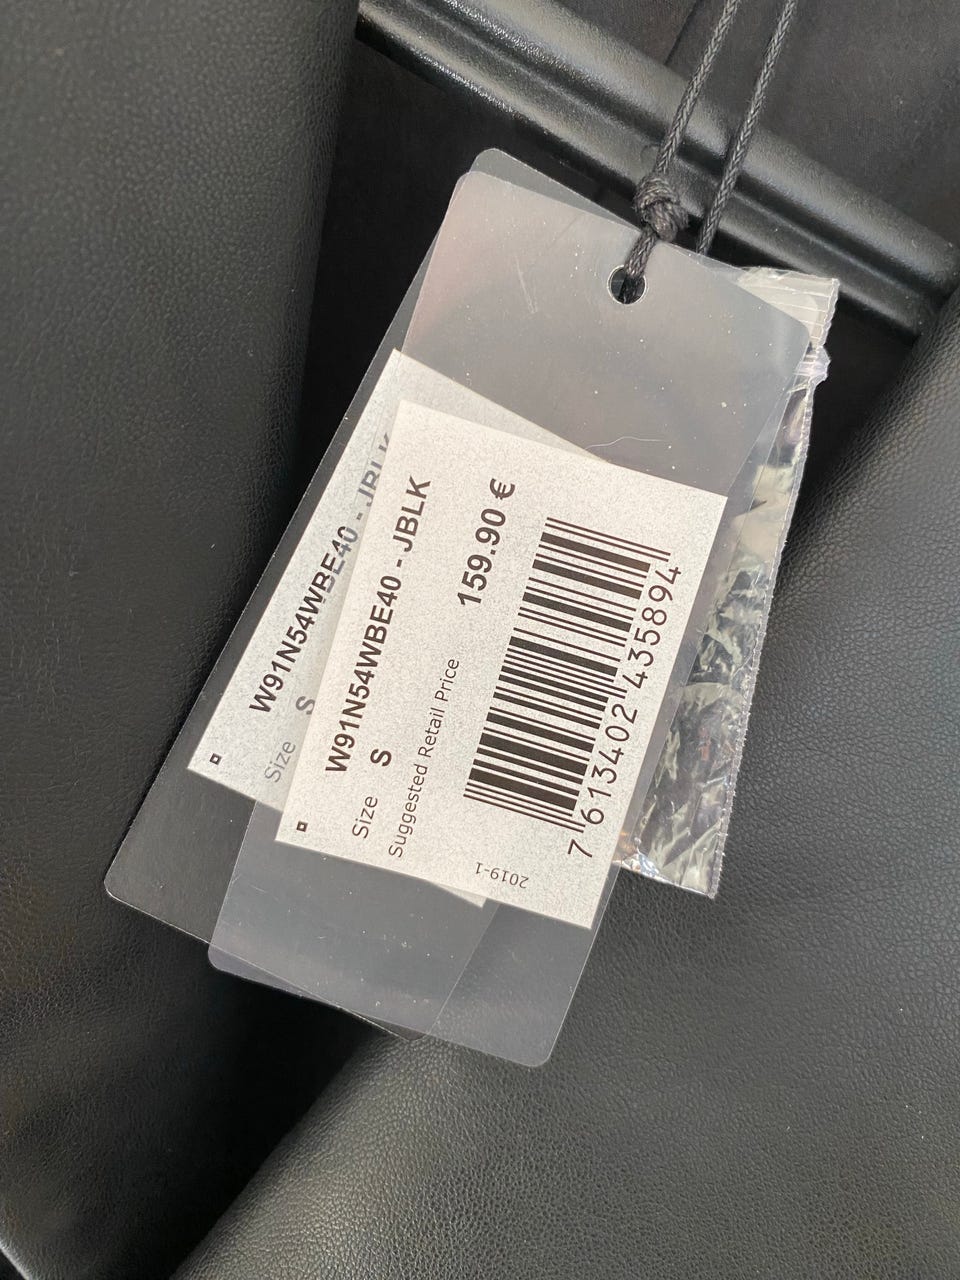 W91N54WBE40 - JBLK
Size S
W91N54WBE40 - JBLK
Size S
Suggested Retail Price 159.90 €
7 613402 435894
2019-1